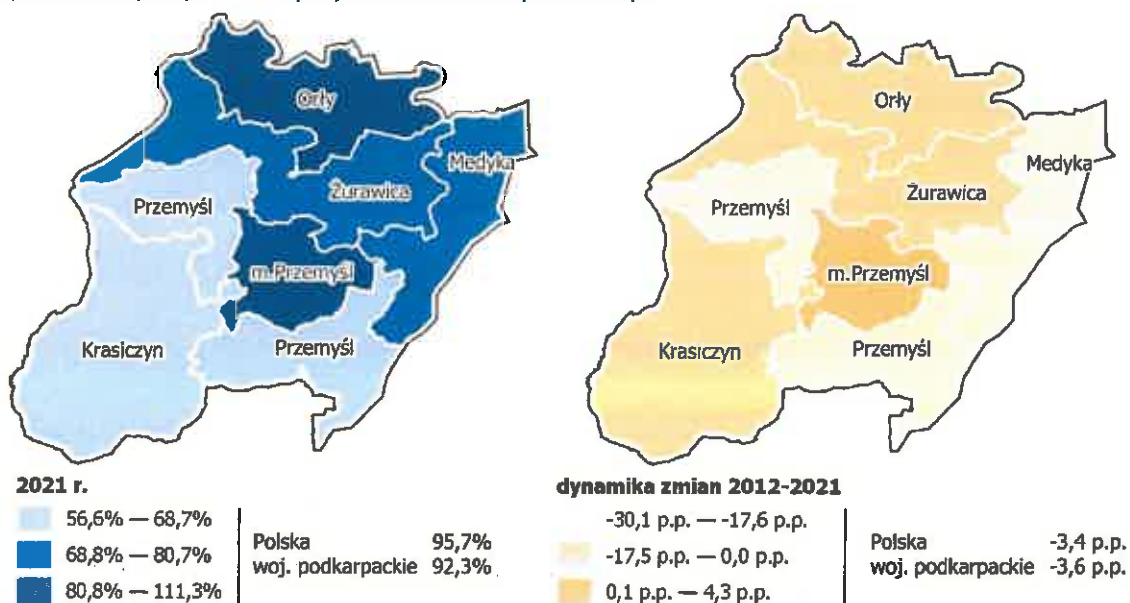 Orły
Medyka
Żurawica
Przemyśl
m.Przemyśl
Krasiczyn
Przemyśl
2021 r.
56,6% — 68,7%
68,8% — 80,7%
80,8% — 111,3%
Polska 95,7%
woj. podkarpackie 92,3%
Orły
Medyka
Żurawica
Przemyśl
m.Przemyśl
Krasiczyn
Przemyśl
dynamika zmian 2012-2021
-30,1 p.p. — -17,6 p.p.
-17,5 p.p. — 0,0 p.p.
0,1 p.p. — 4,3 p.p.
Polska -3,4 p.p.
woj. podkarpackie -3,6 p.p.